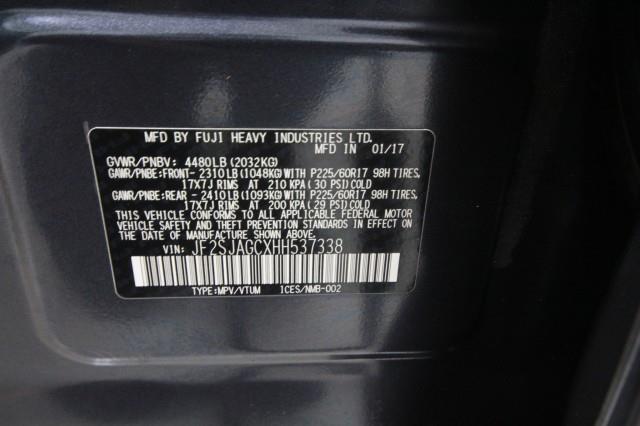 MFD BY FUJI HEAVY INDUSTRIES LTD.
MFD IN 01/17
GVWR/PNBV: 4480LB (2032KG)
GAWR/PNBE:FRONT- 2310LB (1048KG) WITH P225/60R17 98H TIRES,
17X7J RIMS AT 210 KPA (30 PSI) COLD
GAWR/PNBE:REAR - 2410LB (1093KG) WITH P225/60R17 98H TIRES,
17X7J RIMS AT 200 KPA (29 PSI) COLD
THIS VEHICLE CONFORMS TO ALL APPLICABLE FEDERAL MOTOR
VEHICLE SAFETY STANDARDS IN EFFECT ON THE DATE
OF MANUFACTURE SHOWN ABOVE.
VIN: JF2SJAGCXHH537338
TYPE:MPV/VTUM ICES/NMB-002